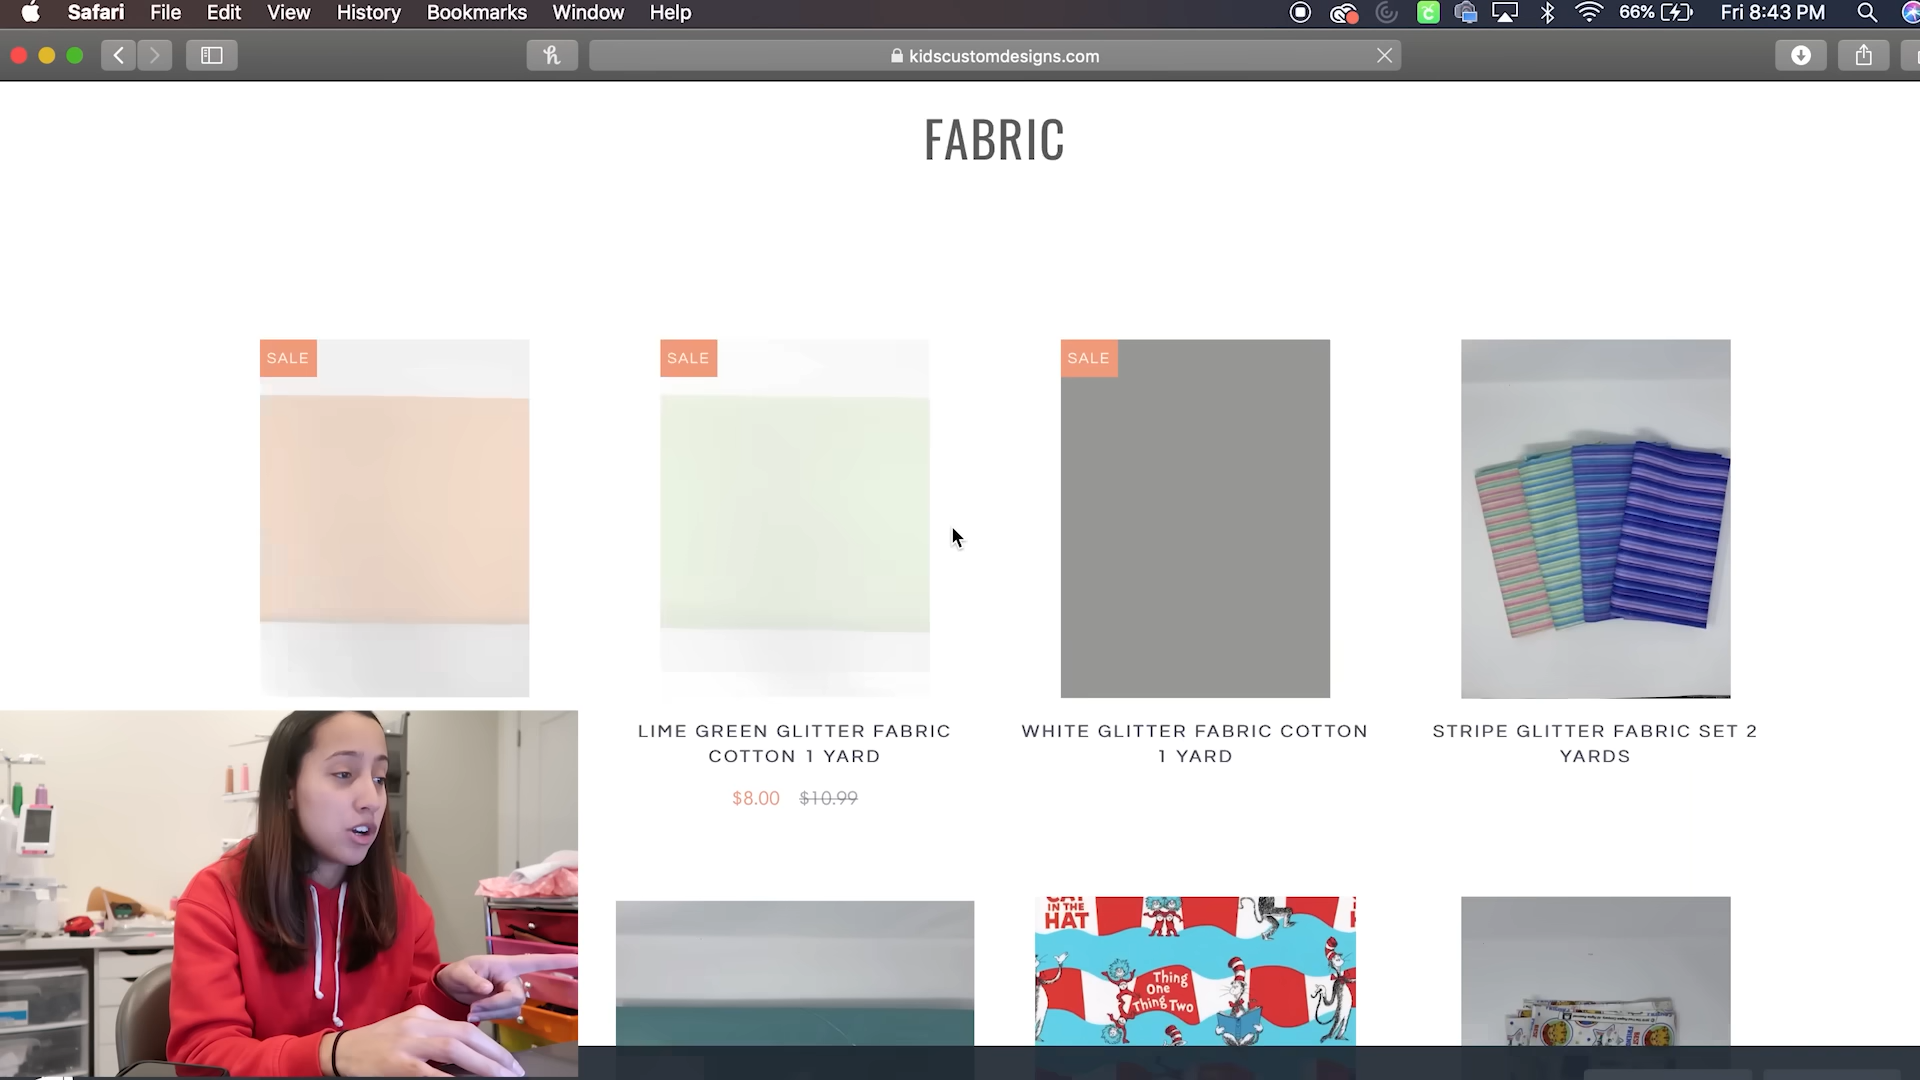 Safari File Edit View History Bookmarks Window Help 66% Fri 8:43 PM
kidscustomdesigns.com
FABRIC
SALE
SALE
SALE
LIME GREEN GLITTER FABRIC
COTTON 1 YARD
$8.00 $10.99
WHITE GLITTER FABRIC COTTON
1 YARD
STRIPE GLITTER FABRIC SET 2
YARDS
CAT
IN THE
HAT
Thing
One
Thing Two